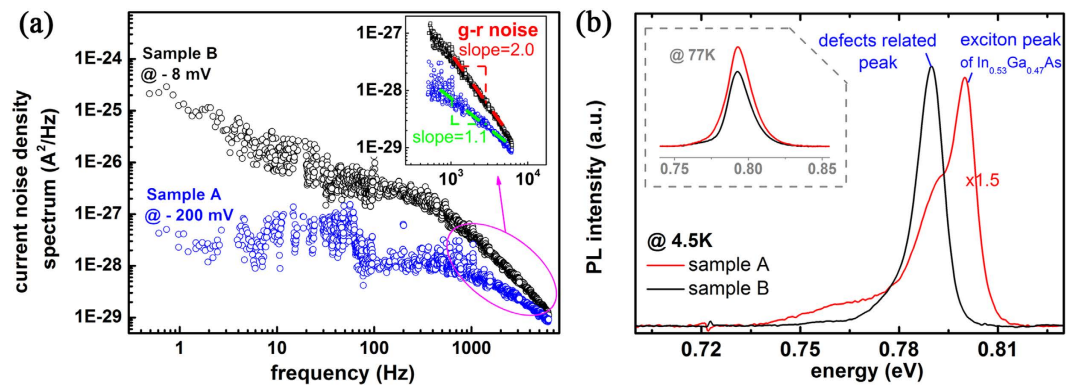 (a)
current noise density
spectrum (A²/Hz)
1E-24
1E-25
1E-26
1E-27
1E-28
1E-29
Sample B
@ - 8 mV
Sample A
@ - 200 mV
1
10
100
1000
frequency (Hz)
1E-27
1E-28
1E-29
g-r noise
slope=2.0
slope=1.1
10³
10⁴
(b)
PL intensity (a.u.)
@ 77K
0.75
0.80
0.85
defects related
peak
exciton peak
of In₀.₅₃Ga₀.₄₇As
x1.5
@ 4.5K
sample A
sample B
0.72
0.75
0.78
0.81
energy (eV)